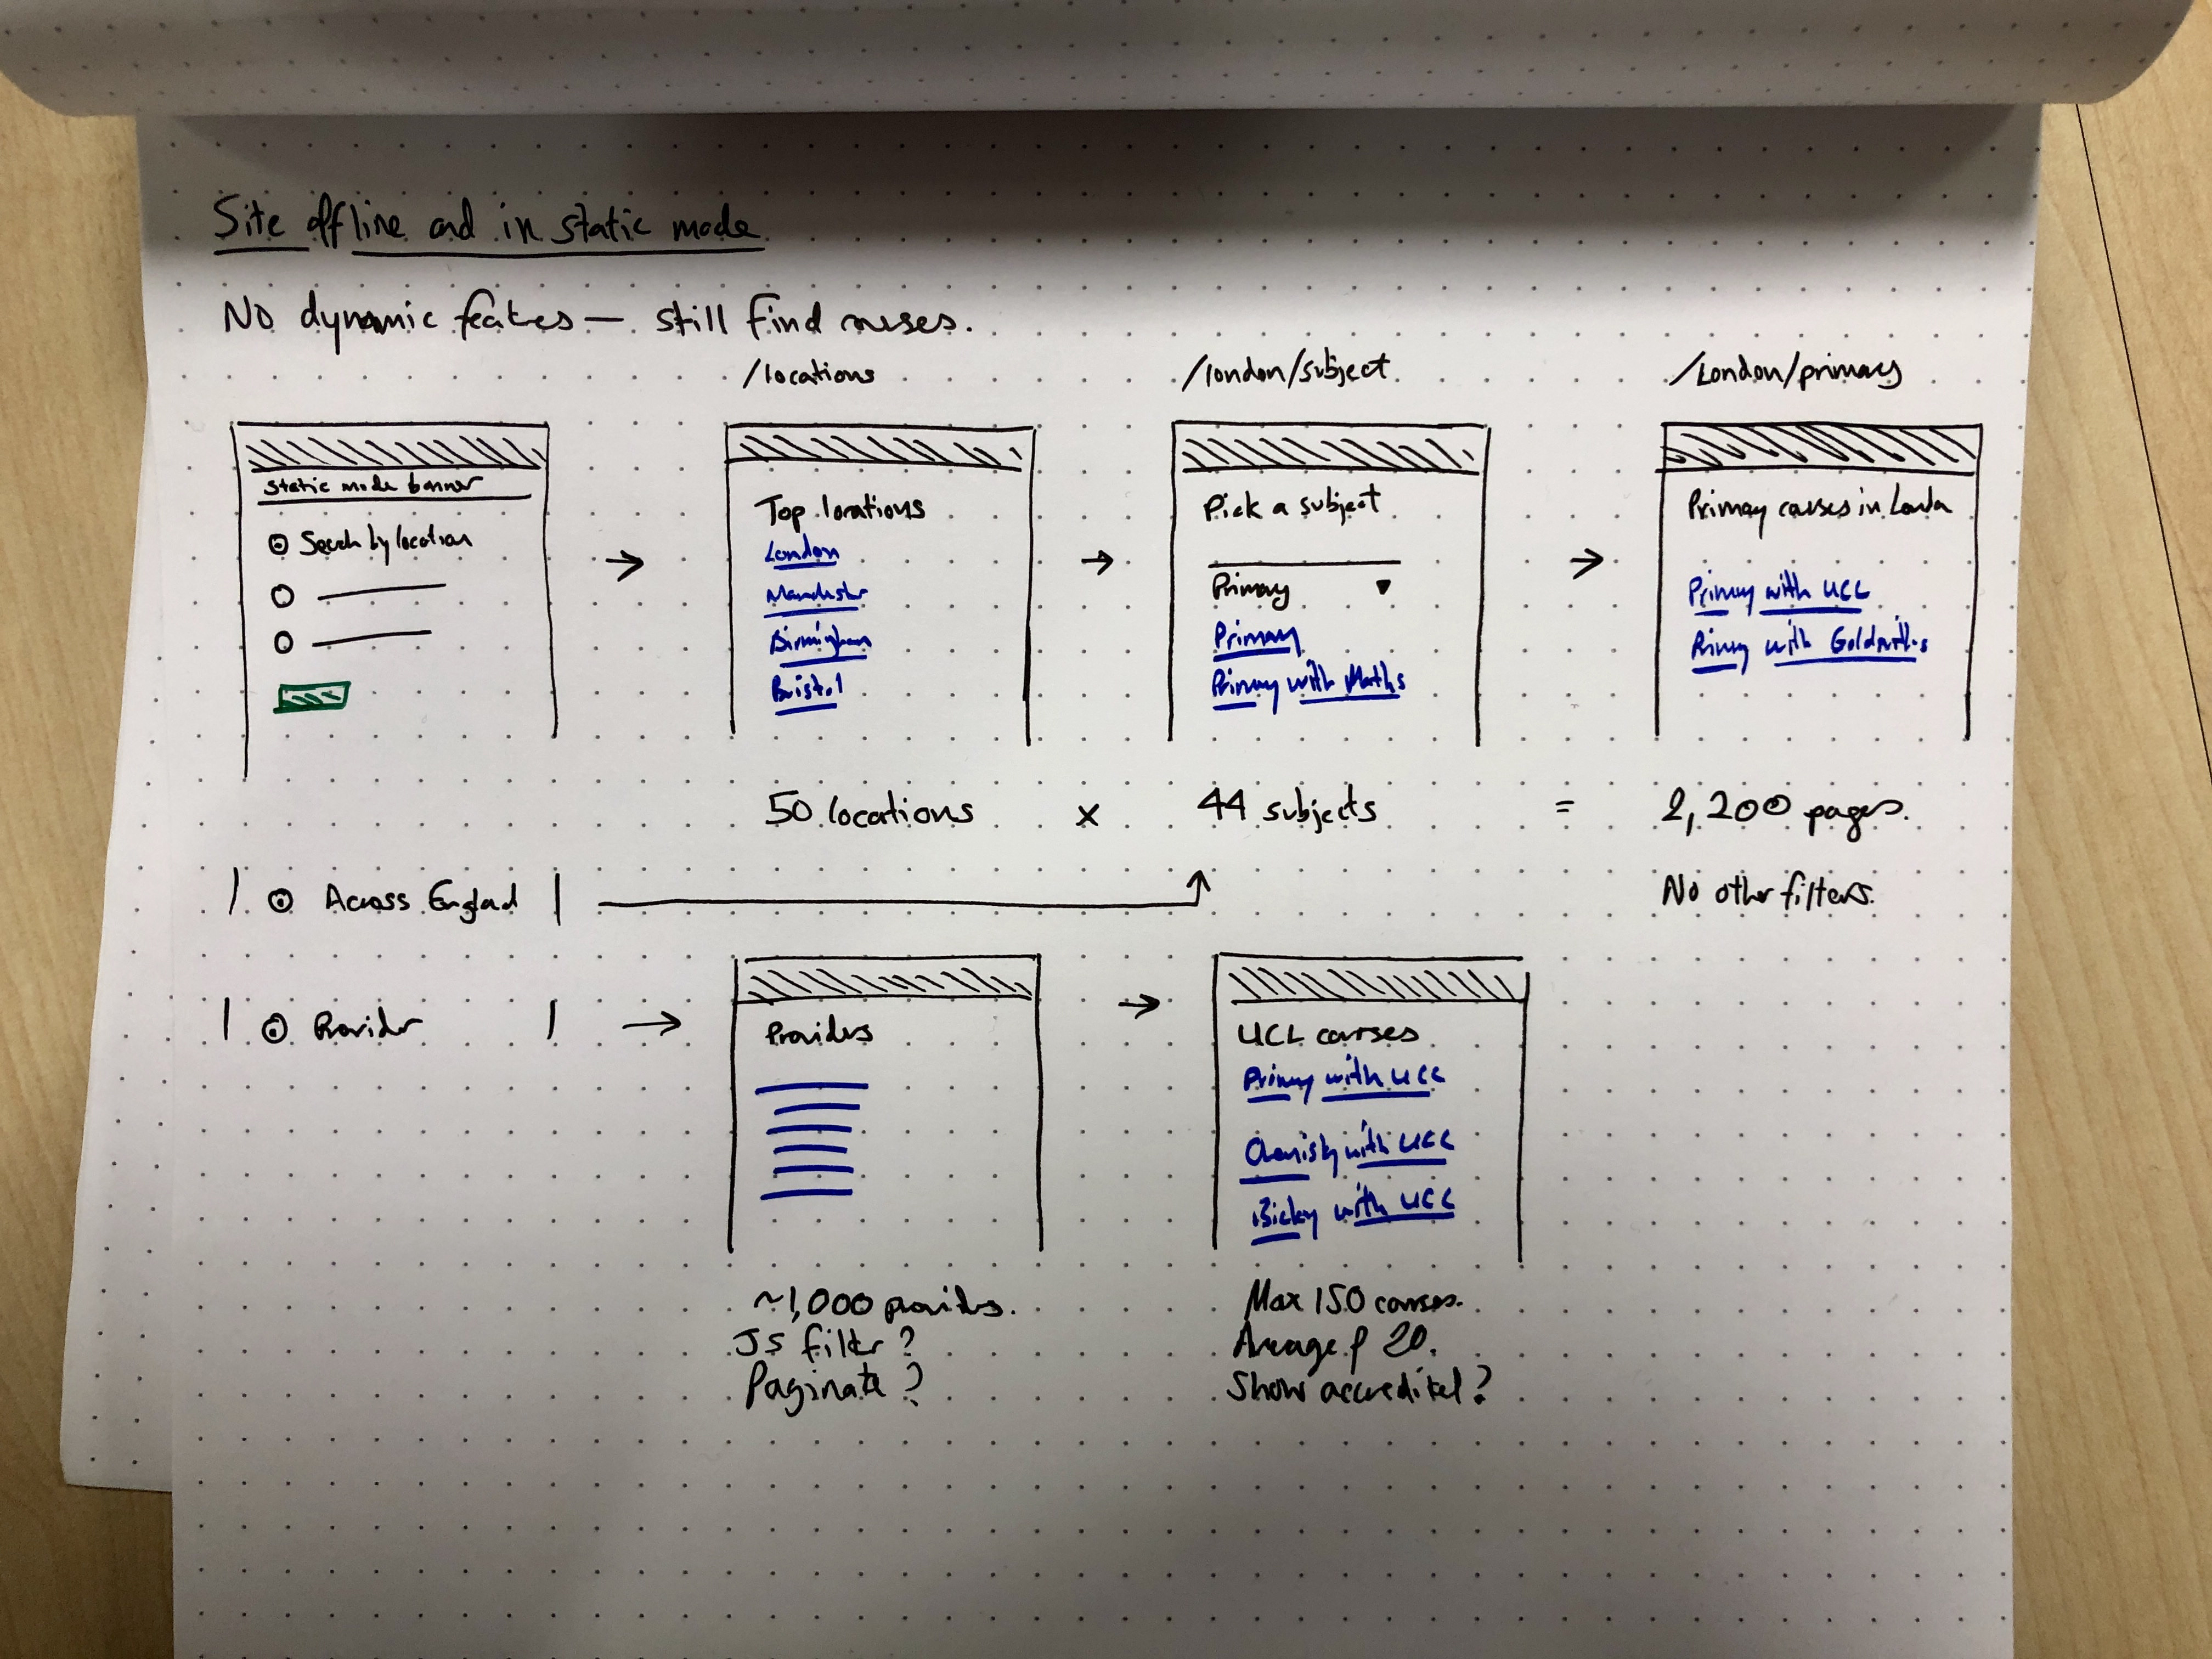 Site offline and in static mode
No dynamic features — still find courses.
/locations
/london/subject
/London/primary
static mode banner
Search by location
Top locations
London
Manchester
Birmingham
Bristol
Pick a subject
Primary
Primary
Primary with Maths
Primary courses in London
Primary with UCL
Primary with Goldsmiths
50 locations x 44 subjects = 2,200 pages.
No other filters.
Across England
Provider
Providers
UCL courses
Primary with UCL
Chemistry with UCL
with UCL
~1,000 providers.
JS filter?
Paginate?
Max 150 courses.
Average of 20.
Show accredited?